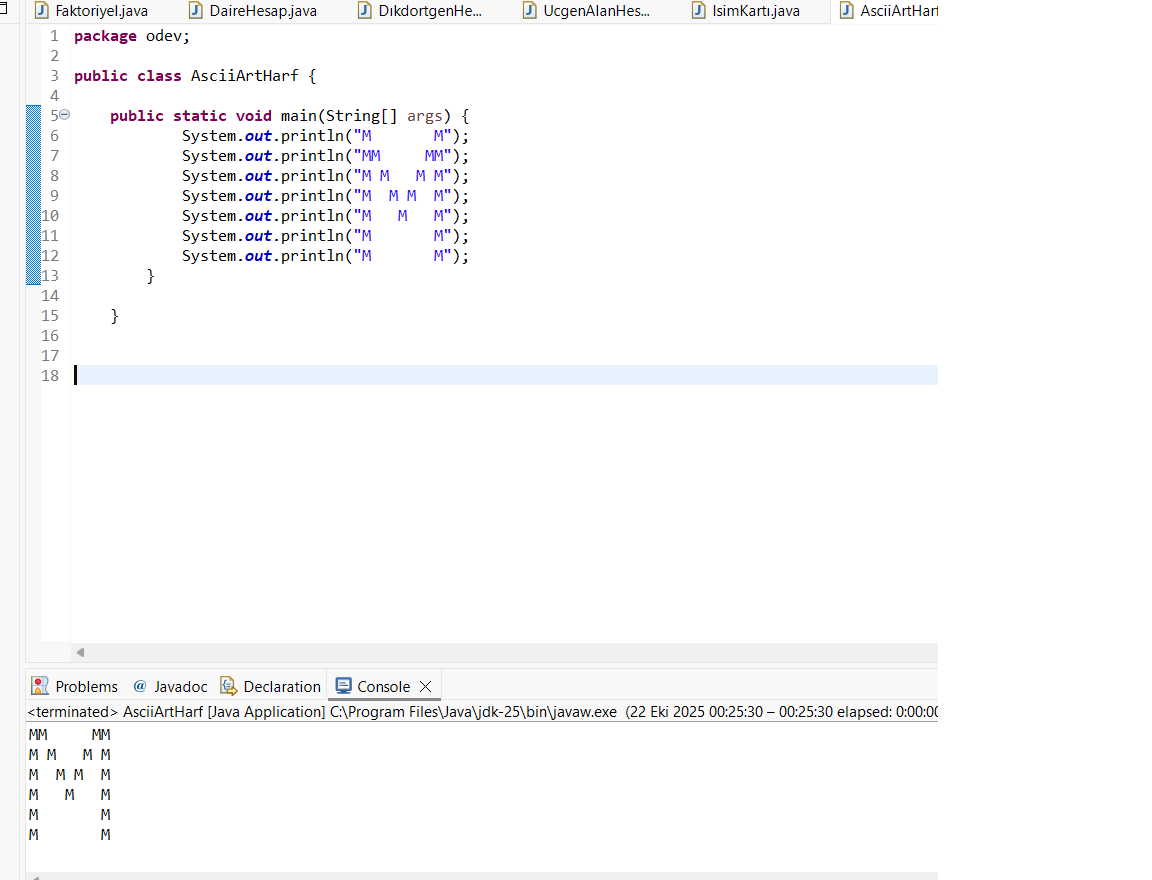 Faktoriyel.java DaireHesap.java DıkdortgenHe... UcgenAlanHes... IsimKartı.java AsciiArtHarf
1 package odev;
2
3 public class AsciiArtHarf {
4
5 public static void main(String[] args) {
6 System.out.println("M       M");
7 System.out.println("MM     MM");
8 System.out.println("M M   M M");
9 System.out.println("M  M M  M");
10 System.out.println("M   M   M");
11 System.out.println("M       M");
12 System.out.println("M       M");
13 }
14
15 }
16
17
18
Problems @ Javadoc Declaration Console
<terminated> AsciiArtHarf [Java Application] C:\Program Files\Java\jdk-25\bin\javaw.exe (22 Eki 2025 00:25:30 – 00:25:30 elapsed: 0:00:00
MM     MM
M M   M M
M  M M  M
M   M   M
M       M
M       M